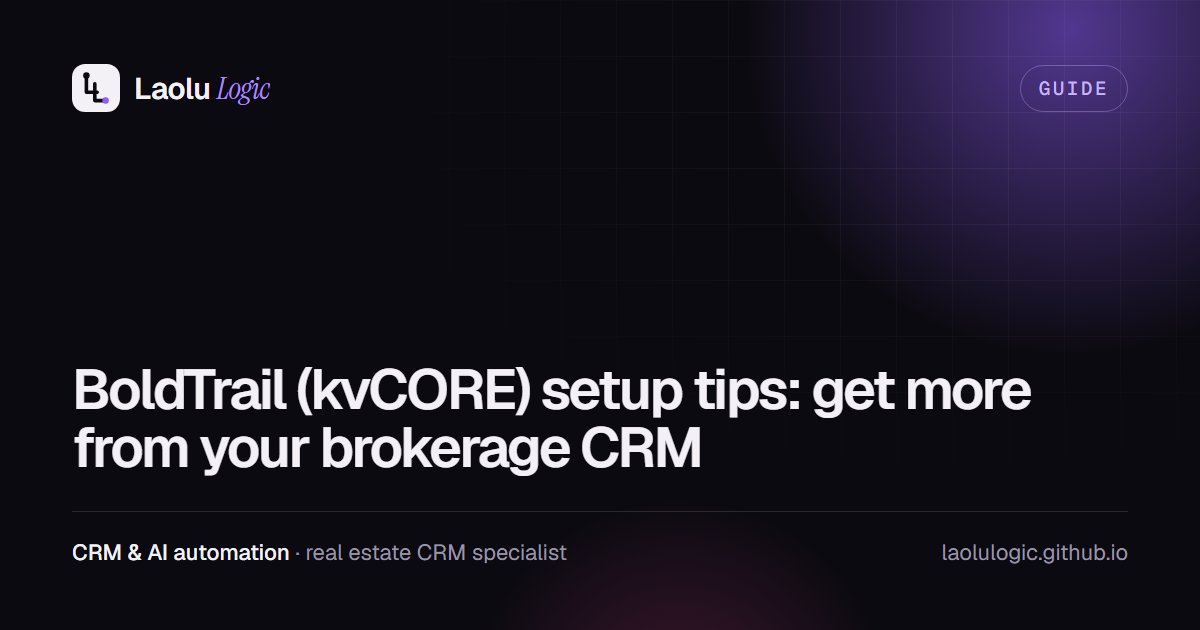 Laolu Logic
GUIDE
BoldTrail (kvCORE) setup tips: get more
from your brokerage CRM
CRM & AI automation · real estate CRM specialist
laolulogic.github.io